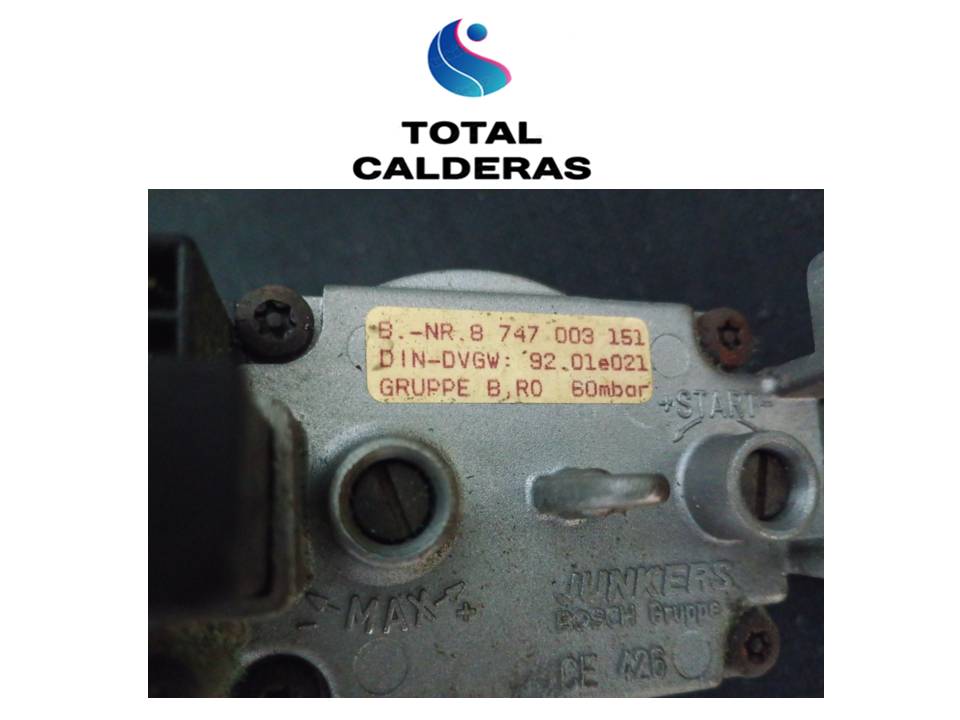 TOTAL
CALDERAS
B.-NR.8 747 003 151
DIN-DVGW: 92.01e021
GRUPPE B,RO 60mbar
+START-
-MAX+
JUNKERS
BOSCH Gruppe
CE 426